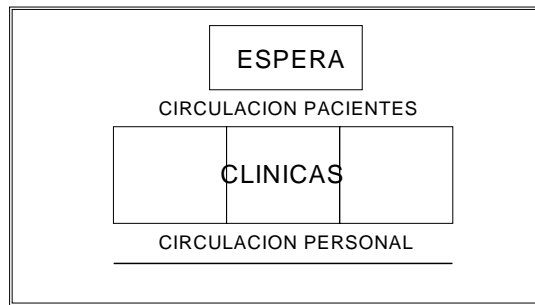 ESPERA
CIRCULACION PACIENTES
CLINICAS
CIRCULACION PERSONAL